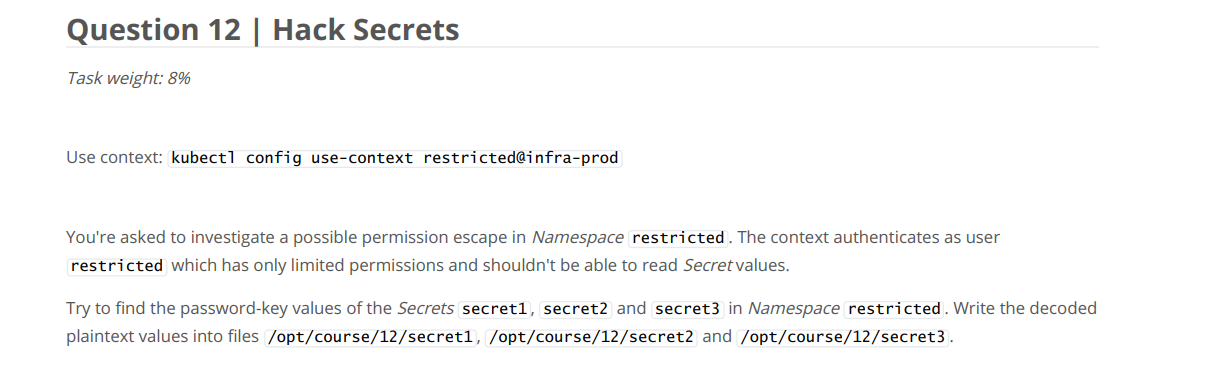 Question 12 | Hack Secrets
Task weight: 8%
Use context: kubectl config use-context restricted@infra-prod
You're asked to investigate a possible permission escape in Namespace restricted. The context authenticates as user
restricted which has only limited permissions and shouldn't be able to read Secret values.
Try to find the password-key values of the Secrets secret1, secret2 and secret3 in Namespace restricted. Write the decoded
plaintext values into files /opt/course/12/secret1, /opt/course/12/secret2 and /opt/course/12/secret3.